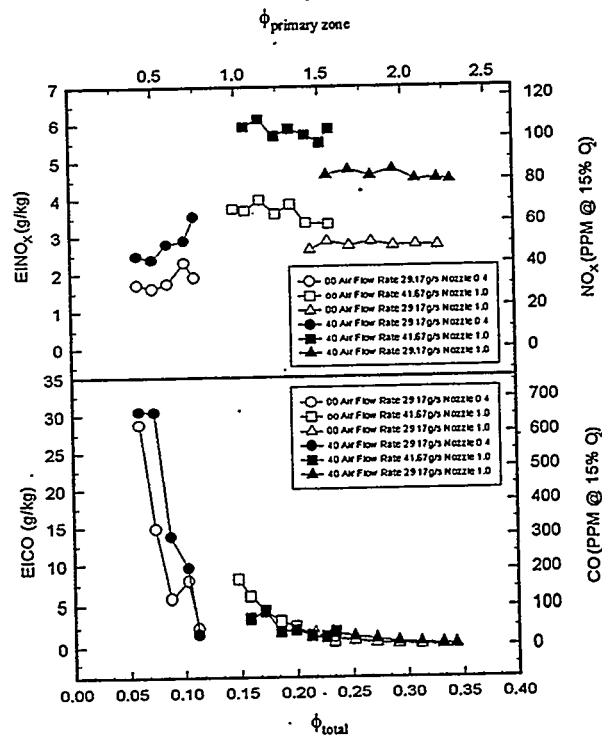 ϕprimary zone
0.5 1.0 1.5 2.0 2.5
7
6
5
4
3
2
1
0
EINOX (g/kg)
120
100
80
60
40
20
0
NOX (PPM @ 15% O)
00 Air Flow Rate 29.17g/s Nozzle 0.4
00 Air Flow Rate 41.67g/s Nozzle 1.0
00 Air Flow Rate 29.17g/s Nozzle 1.0
40 Air Flow Rate 29.17g/s Nozzle 0.4
40 Air Flow Rate 41.67g/s Nozzle 1.0
40 Air Flow Rate 29.17g/s Nozzle 1.0
35
30
25
20
15
10
5
0
EICO (g/kg)
700
600
500
400
300
200
100
0
CO (PPM @ 15% O)
00 Air Flow Rate 29.17g/s Nozzle 0.4
00 Air Flow Rate 41.67g/s Nozzle 1.0
00 Air Flow Rate 29.17g/s Nozzle 1.0
40 Air Flow Rate 29.17g/s Nozzle 0.4
40 Air Flow Rate 41.67g/s Nozzle 1.0
40 Air Flow Rate 29.17g/s Nozzle 1.0
0.00 0.05 0.10 0.15 0.20 0.25 0.30 0.35 0.40
ϕtotal